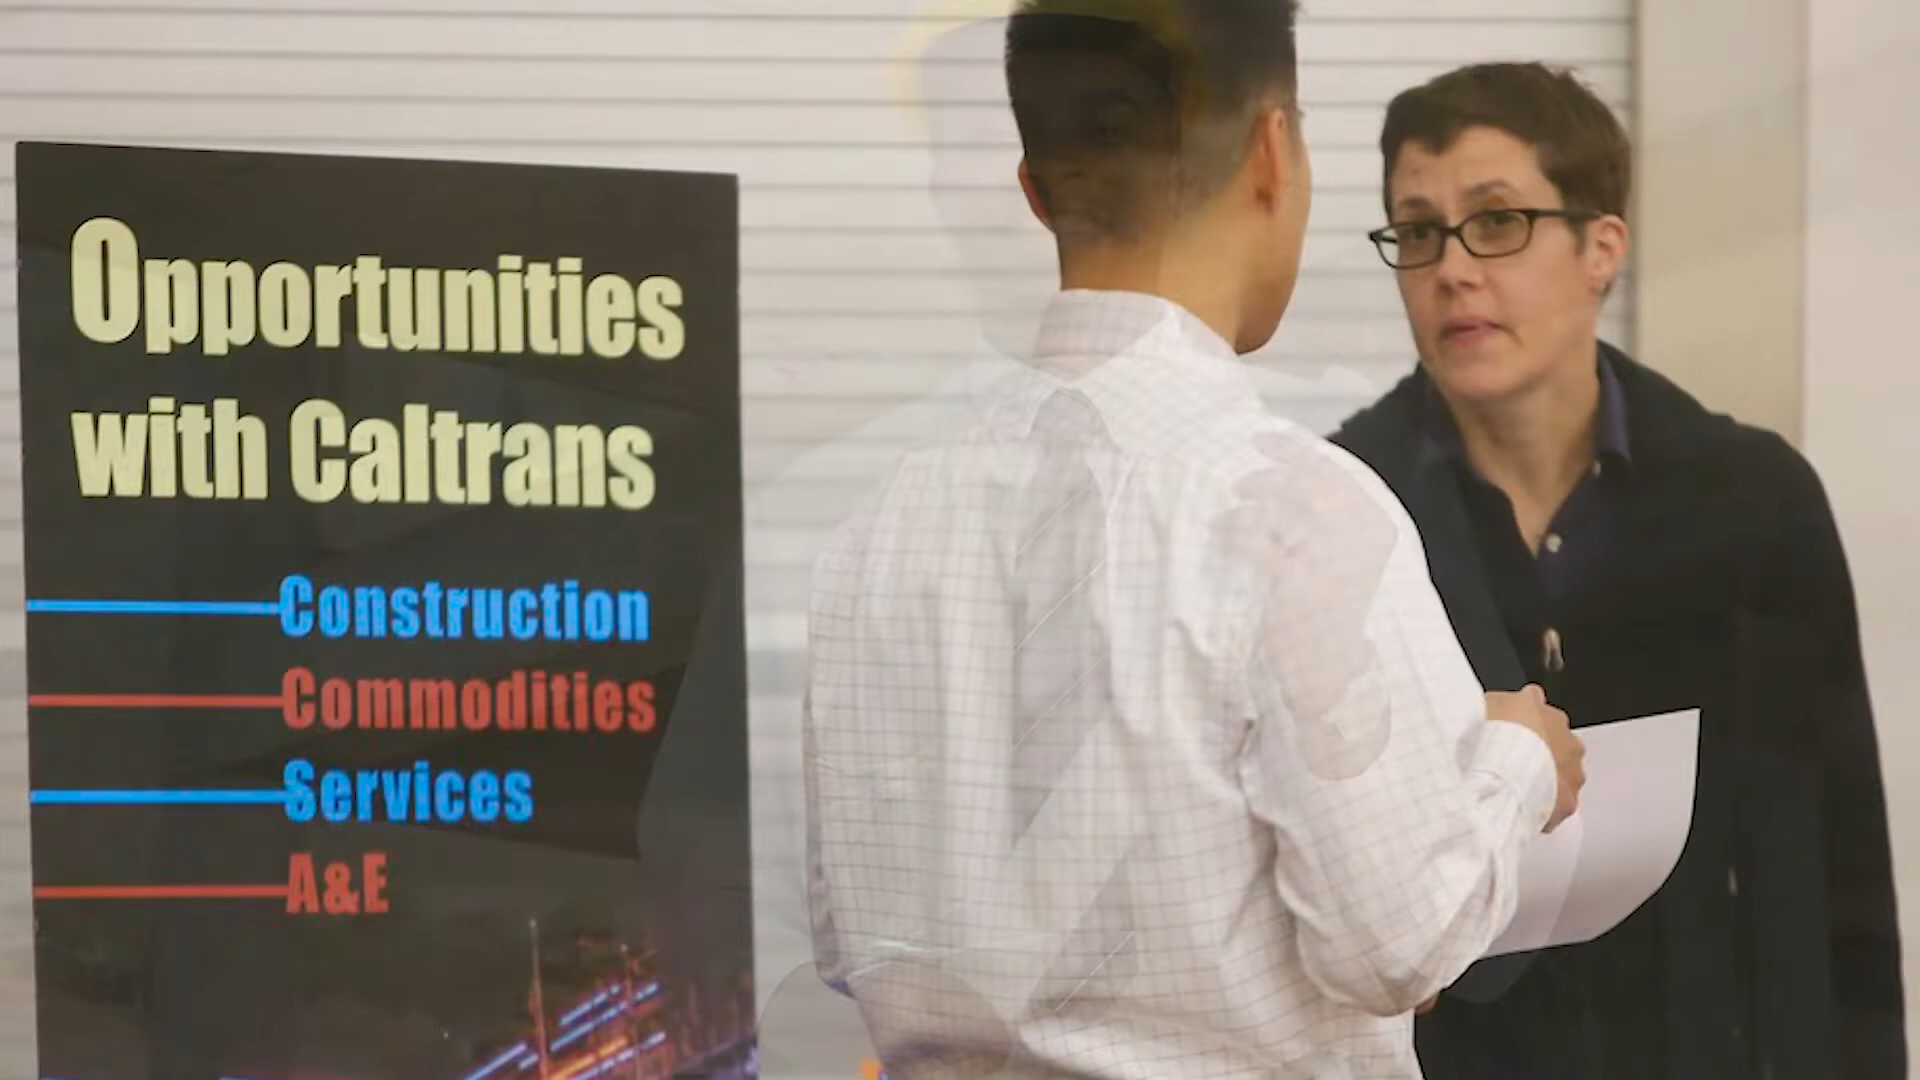 Opportunities
with Caltrans
Construction
Commodities
Services
A&E